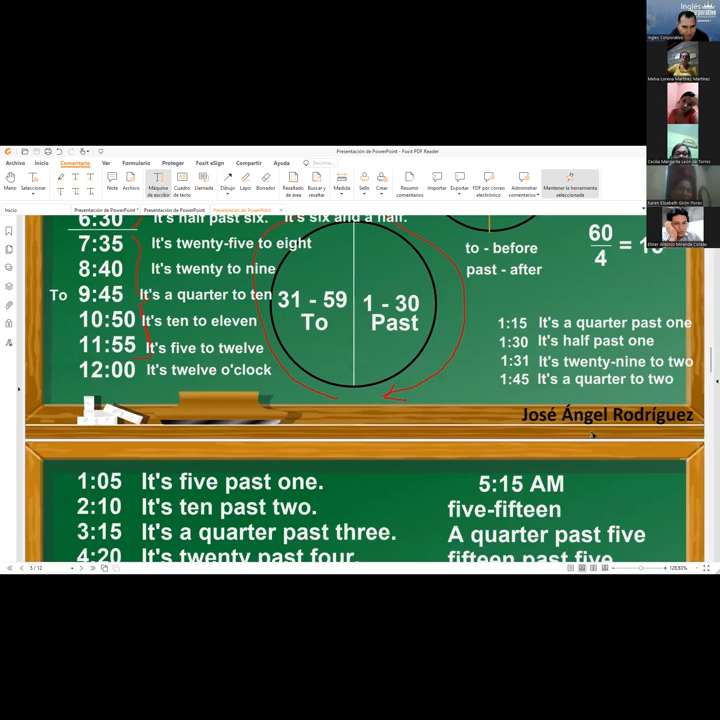 Inglés
Corporativo
Inglés Corporativo
Melva Lorena Martínez Martínez
Cecilia Margarita León de Torres
Karen Elizabeth Girón Flores
Elmer Antonio Miranda Corleas
Presentación de PowerPoint - Foxit PDF Reader
Archivo Inicio Comentario Ver Formulario Proteger Foxit eSign Compartir Ayuda
Mano Seleccionar Nota Archivo Máquina de escribir Cuadro de texto Llamada Dibujo Lápiz Borrador Resaltado de área Buscar y resaltar Medida Sello Crear Resumir comentarios Importar Exportar PDF por correo electrónico Administrar comentarios Mantener la herramienta seleccionada
Inicio Presentación de PowerPoint * Presentación de PowerPoint Presentación de PowerPoint
6:30 It's half past six. It's six and a half.
7:35 It's twenty-five to eight
8:40 It's twenty to nine
To 9:45 It's a quarter to ten
10:50 It's ten to eleven
11:55 It's five to twelve
12:00 It's twelve o'clock
31 - 59
To
1 - 30
Past
to - before
past - after
60
4
=
1:15 It's a quarter past one
1:30 It's half past one
1:31 It's twenty-nine to two
1:45 It's a quarter to two
José Ángel Rodríguez
1:05 It's five past one.
2:10 It's ten past two.
3:15 It's a quarter past three.
4:20 It's twenty past four.
5:15 AM
five-fifteen
A quarter past five
fifteen past five
5 / 12
128,93%